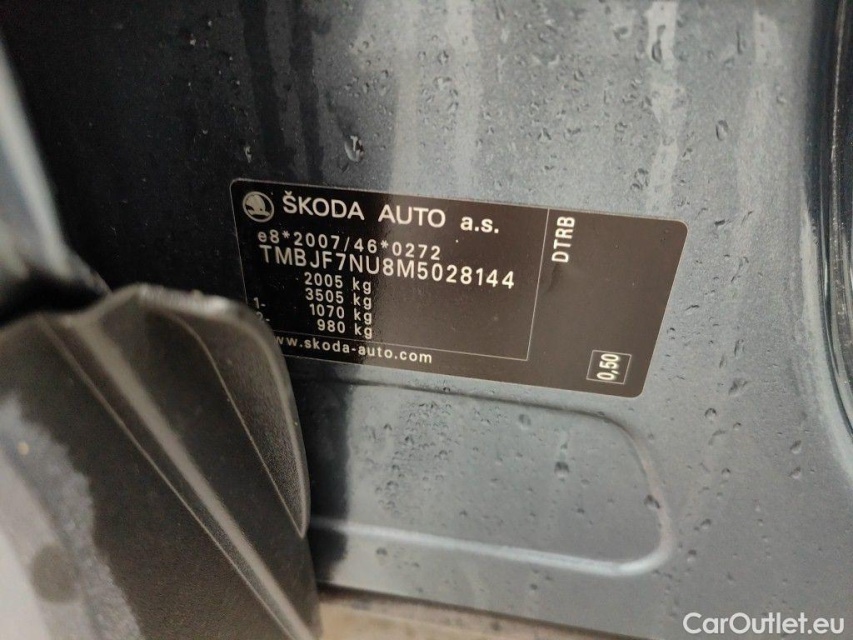 ŠKODA AUTO a.s.
e8*2007/46*0272
TMBJF7NU8M5028144
2005 kg
3505 kg
1- 1070 kg
2- 980 kg
www.skoda-auto.com
DTRB
0,50
CarOutlet.eu